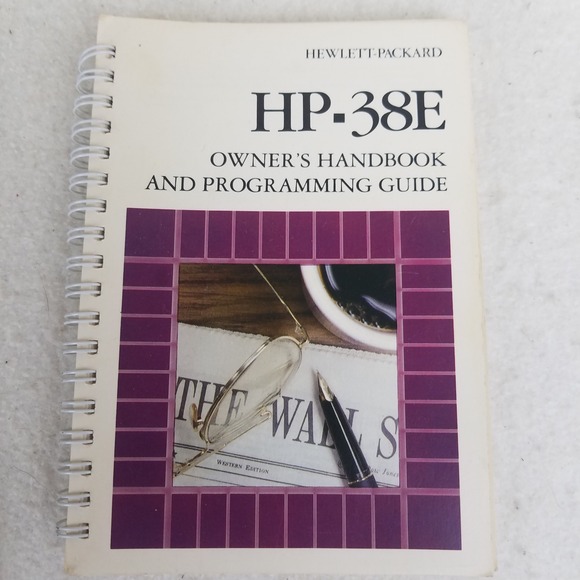 HEWLETT-PACKARD
HP-38E
OWNER'S HANDBOOK
AND PROGRAMMING GUIDE
THE WALL S
WESTERN EDITION